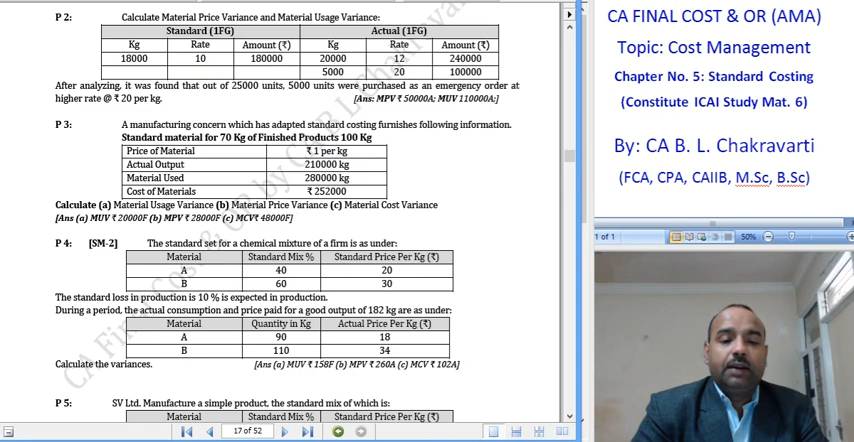 P 2: Calculate Material Price Variance and Material Usage Variance:
Standard (1FG) Actual (1FG)
Kg Rate Amount (₹) Kg Rate Amount (₹)
18000 10 180000 20000 12 240000
5000 20 100000
After analyzing, it was found that out of 25000 units, 5000 units were purchased as an emergency order at
higher rate @ ₹ 20 per kg. [Ans: MPV ₹ 50000A; MUV 110000A;]
P 3: A manufacturing concern which has adapted standard costing furnishes following information.
Standard material for 70 Kg of Finished Products 100 Kg
Price of Material ₹ 1 per kg
Actual Output 210000 kg
Material Used 280000 kg
Cost of Materials ₹ 252000
Calculate (a) Material Usage Variance (b) Material Price Variance (c) Material Cost Variance
[Ans (a) MUV ₹ 20000F (b) MPV ₹ 28000F (c) MCV₹ 48000F]
P 4: [SM-2] The standard set for a chemical mixture of a firm is as under:
Material Standard Mix % Standard Price Per Kg (₹)
A 40 20
B 60 30
The standard loss in production is 10 % is expected in production.
During a period, the actual consumption and price paid for a good output of 182 kg are as under:
Material Quantity in Kg Actual Price Per Kg (₹)
A 90 18
B 110 34
Calculate the variances. [Ans (a) MUV ₹ 158F (b) MPV ₹ 260A (c) MCV ₹ 102A]
P 5: SV Ltd. Manufacture a simple product, the standard mix of which is:
Material Standard Mix % Standard Price Per Kg (₹)
17 of 52
CA FINAL COST & OR (AMA)
Topic: Cost Management
Chapter No. 5: Standard Costing
(Constitute ICAI Study Mat. 6)
By: CA B. L. Chakravarti
(FCA, CPA, CAIIB, M.Sc, B.Sc)
1 of 1
50%